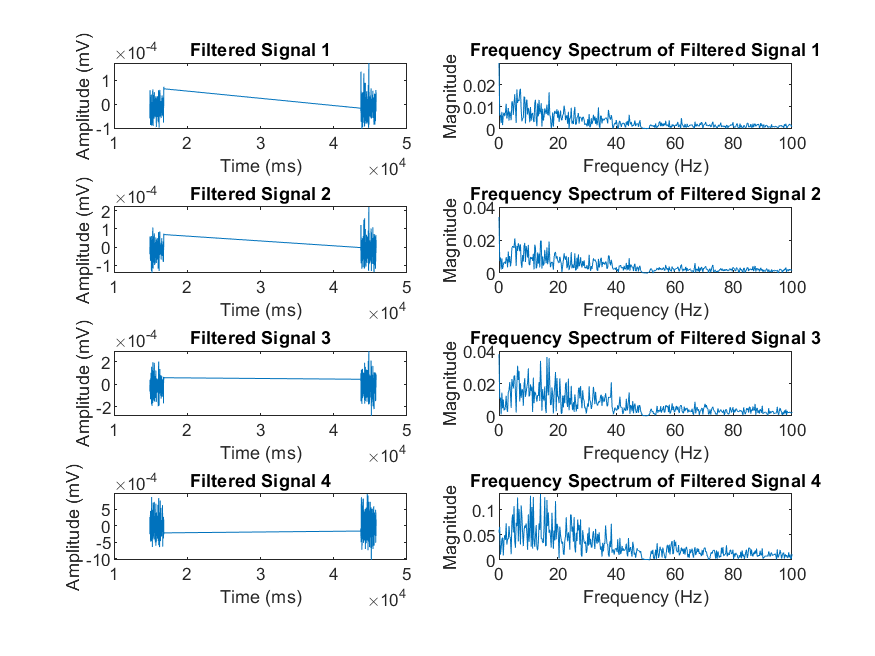 Filtered Signal 1
×10-4
Amplitude (mV)
1
0
-1
1 2 3 4 5
Time (ms)
×104
Frequency Spectrum of Filtered Signal 1
Magnitude
0.02
0.01
0
0 20 40 60 80 100
Frequency (Hz)
Filtered Signal 2
×10-4
Amplitude (mV)
2
1
0
-1
1 2 3 4 5
Time (ms)
×104
Frequency Spectrum of Filtered Signal 2
Magnitude
0.04
0.02
0
0 20 40 60 80 100
Frequency (Hz)
Filtered Signal 3
×10-4
Amplitude (mV)
2
0
-2
1 2 3 4 5
Time (ms)
×104
Frequency Spectrum of Filtered Signal 3
Magnitude
0.04
0.02
0
0 20 40 60 80 100
Frequency (Hz)
Filtered Signal 4
×10-4
Amplitude (mV)
5
0
-5
-10
1 2 3 4 5
Time (ms)
×104
Frequency Spectrum of Filtered Signal 4
Magnitude
0.1
0.05
0
0 20 40 60 80 100
Frequency (Hz)